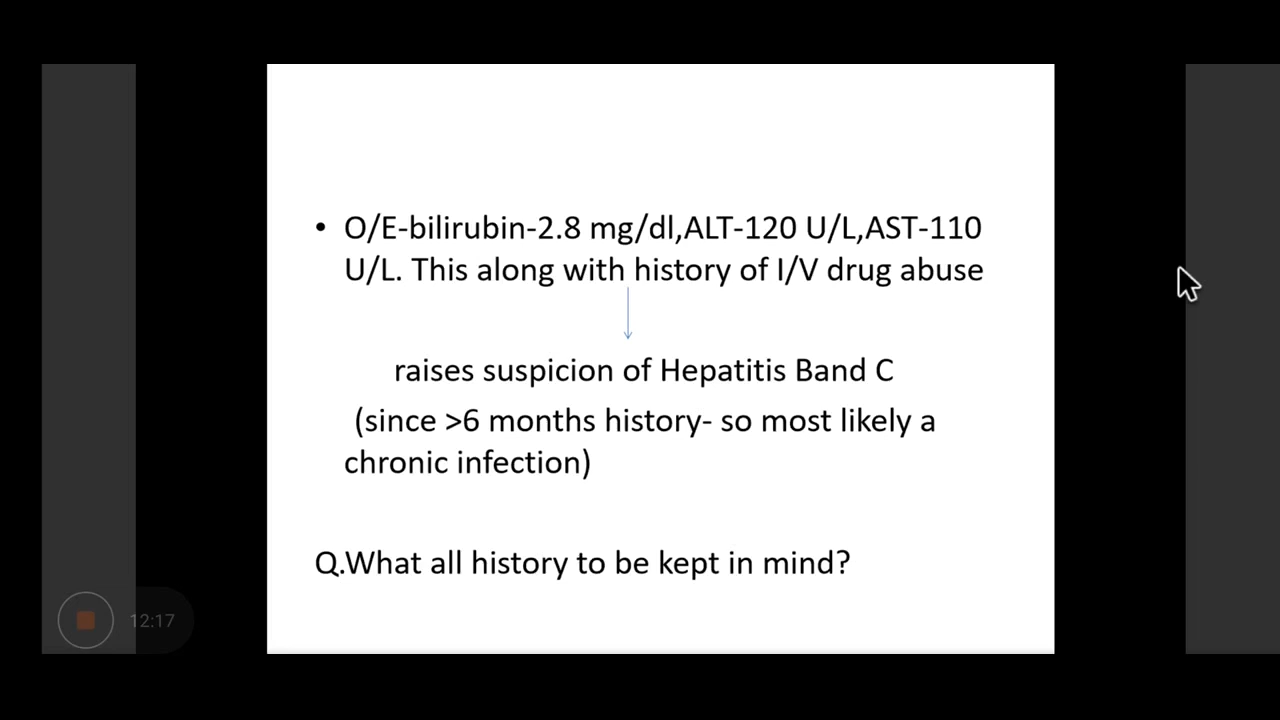 • O/E-bilirubin-2.8 mg/dl,ALT-120 U/L,AST-110
U/L. This along with history of I/V drug abuse
raises suspicion of Hepatitis Band C
(since >6 months history- so most likely a
chronic infection)
Q.What all history to be kept in mind?
12:17